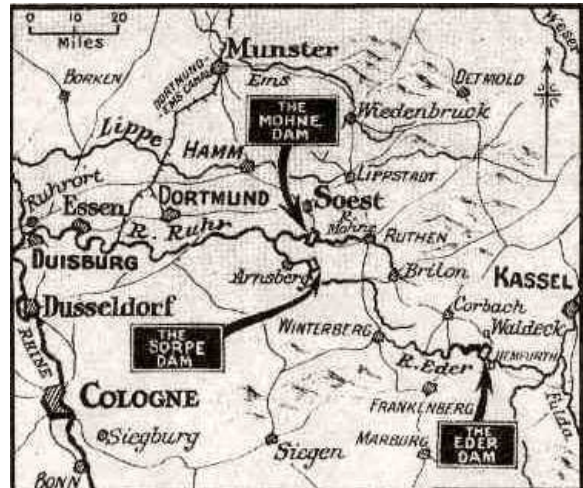 0 10 20
Miles
Weser
BORKEN
Munster
Ems
DORTMUND-
EMS CANAL
DETMOLD
N
S
THE
MOHNE
DAM
Wiedenbruck
Lippe
HAMM
LIPPSTADT
Ruhrort
Essen
DORTMUND
Soest
R. Ruhr
R.
Mohne
RUTHEN
DUISBURG
Arnsberg
Brilon
KASSEL
Dusseldorf
Corbach
THE
SORPE
DAM
WINTERBERG
Waldeck
HEMFURTH
RHINE
R. Eder
COLOGNE
FRANKENBERG
Fulda
Siegburg
Siegen
MARBURG
THE
EDER
DAM
BONN